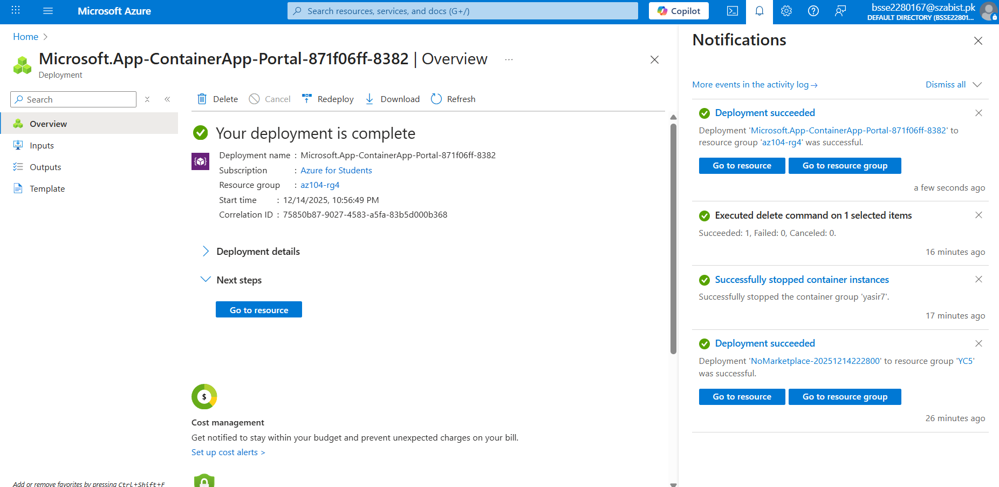 Microsoft Azure
Search resources, services, and docs (G+/)
Copilot
bsse2280167@szabist.pk
DEFAULT DIRECTORY (BSSE22801...
Home
Microsoft.App-ContainerApp-Portal-871f06ff-8382 | Overview ...
Deployment
Search
Overview
Inputs
Outputs
Template
Add or remove favorites by pressing Ctrl+Shift+F
Delete
Cancel
Redeploy
Download
Refresh
Your deployment is complete
Deployment name : Microsoft.App-ContainerApp-Portal-871f06ff-8382
Subscription : Azure for Students
Resource group : az104-rg4
Start time : 12/14/2025, 10:56:49 PM
Correlation ID : 75850b87-9027-4583-a5fa-83b5d000b368
Deployment details
Next steps
Go to resource
$
Cost management
Get notified to stay within your budget and prevent unexpected charges on your bill.
Set up cost alerts >
Notifications
More events in the activity log →
Dismiss all
Deployment succeeded
Deployment 'Microsoft.App-ContainerApp-Portal-871f06ff-8382' to
resource group 'az104-rg4' was successful.
Go to resource
Go to resource group
a few seconds ago
Executed delete command on 1 selected items
Succeeded: 1, Failed: 0, Canceled: 0.
16 minutes ago
Successfully stopped container instances
Successfully stopped the container group 'yasir7'.
17 minutes ago
Deployment succeeded
Deployment 'NoMarketplace-20251214222800' to resource group 'YC5'
was successful.
Go to resource
Go to resource group
26 minutes ago